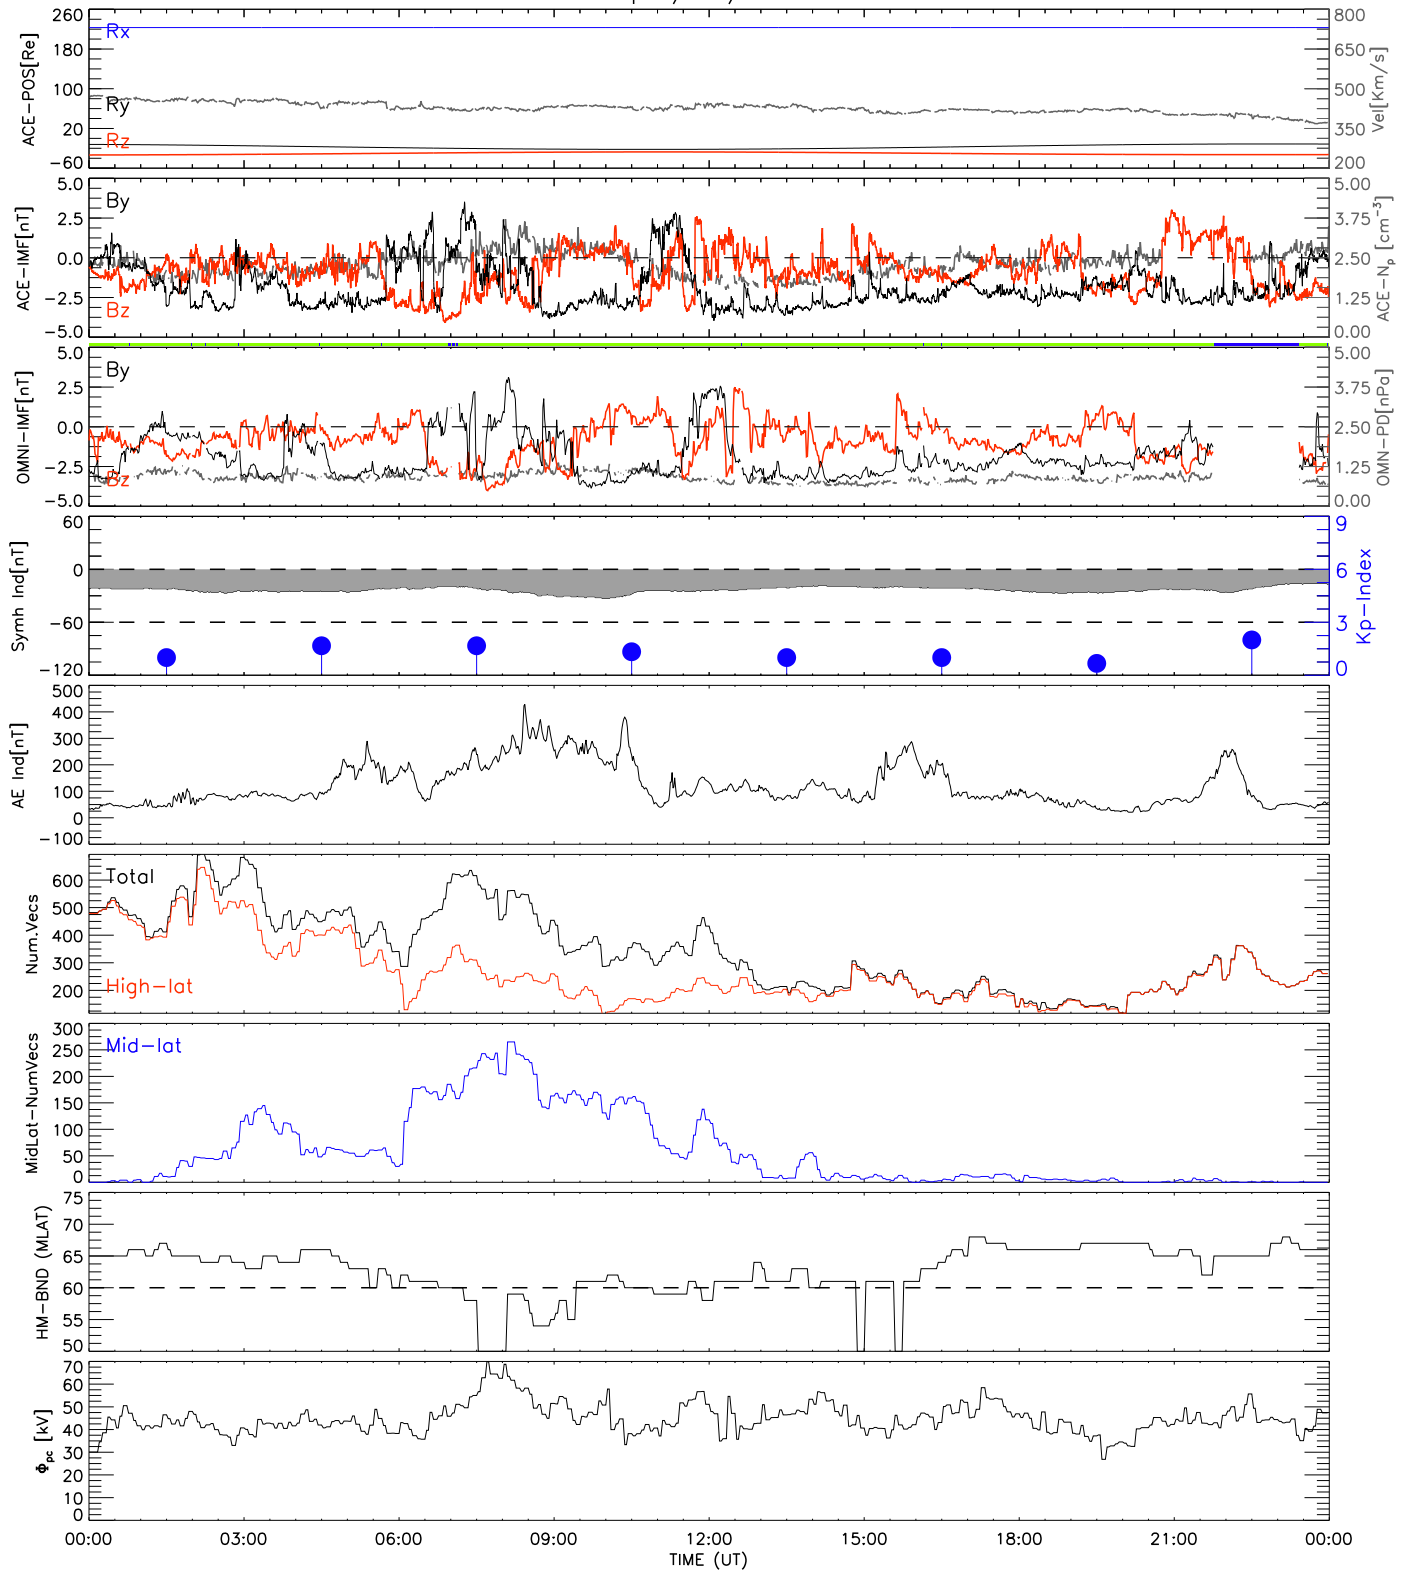 260
180
100
20
−60
ACE−POS[Re]
Rx
Ry
Rz
800
650
500
350
200
Vel[Km/s]
5.0
2.5
0.0
−2.5
−5.0
ACE−IMF[nT]
By
Bz
5.00
3.75
2.50
1.25
0.00
ACE−Np [cm−3]
5.0
2.5
0.0
−2.5
−5.0
OMNI−IMF[nT]
By
Bz
5.00
3.75
2.50
1.25
0.00
OMN−PD[nPa]
60
0
−60
−120
Symh Ind[nT]
9
6
3
0
Kp−Index
500
400
300
200
100
0
−100
AE Ind[nT]
600
500
400
300
200
Num.Vecs
Total
High−lat
300
250
200
150
100
50
0
MidLat−NumVecs
Mid−lat
75
70
65
60
55
50
HM−BND (MLAT)
70
60
50
40
30
20
10
0
Φpc [kV]
00:00 03:00 06:00 09:00 12:00 15:00 18:00 21:00 00:00
TIME (UT)